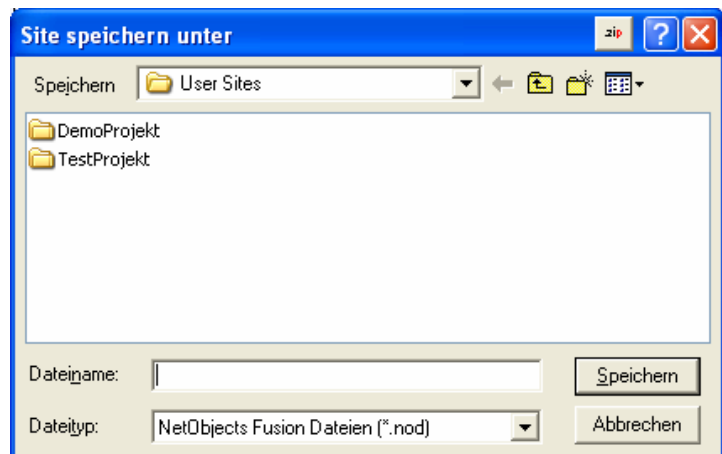 Site speichern unter
zip
?
Speichern
User Sites
DemoProjekt
TestProjekt
Dateiname:
Speichern
Dateityp:
NetObjects Fusion Dateien (*.nod)
Abbrechen